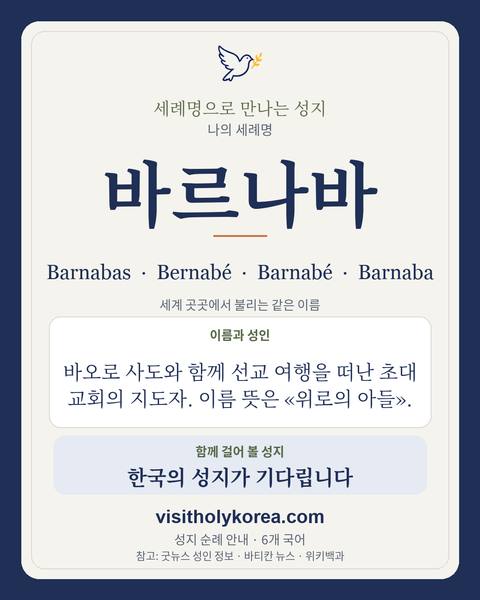 세례명으로 만나는 성지
나의 세례명
바르나바
Barnabas · Bernabé · Barnabé · Barnaba
세계 곳곳에서 불리는 같은 이름
이름과 성인
바오로 사도와 함께 선교 여행을 떠난 초대
교회의 지도자. 이름 뜻은 «위로의 아들».
함께 걸어 볼 성지
한국의 성지가 기다립니다
visitholykorea.com
성지 순례 안내 · 6개 국어
참고: 굿뉴스 성인 정보 · 바티칸 뉴스 · 위키백과